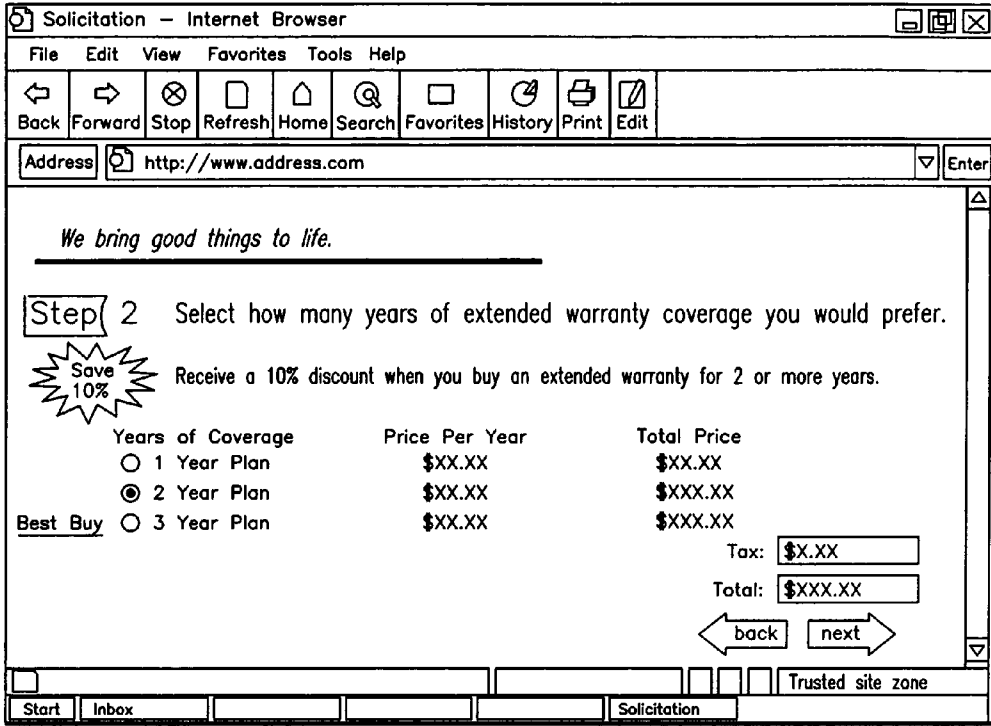 Solicitation – Internet Browser
File Edit View Favorites Tools Help
Back Forward Stop Refresh Home Search Favorites History Print Edit
Address http://www.address.com Enter
We bring good things to life.
Step 2 Select how many years of extended warranty coverage you would prefer.
Save 10% Receive a 10% discount when you buy an extended warranty for 2 or more years.
Years of Coverage Price Per Year Total Price
1 Year Plan $XX.XX $XX.XX
2 Year Plan $XX.XX $XXX.XX
Best Buy 3 Year Plan $XX.XX $XXX.XX
Tax: $X.XX
Total: $XXX.XX
back next
Trusted site zone
Start Inbox Solicitation